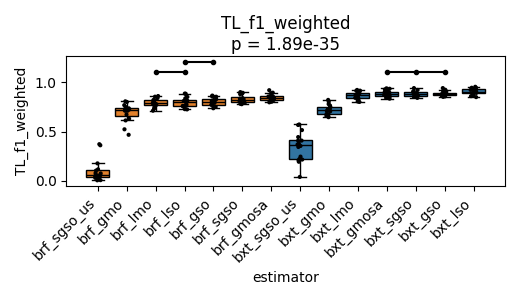 TL_f1_weighted
p = 1.89e-35
TL_f1_weighted
1.0
0.5
0.0
brf_sgso_us
brf_gmo
brf_lmo
brf_lso
brf_gso
brf_sgso
brf_gmosa
bxt_sgso_us
bxt_gmo
bxt_lmo
bxt_gmosa
bxt_sgso
bxt_gso
bxt_lso
estimator